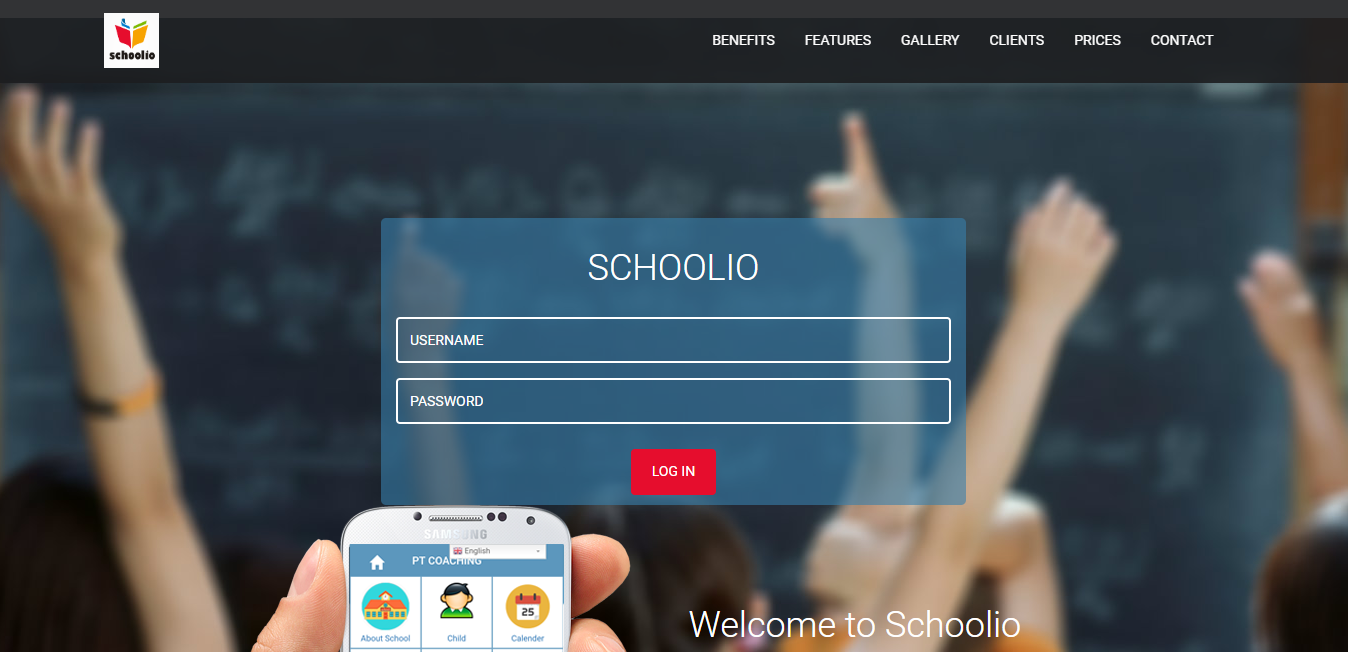 schoolio
BENEFITS FEATURES GALLERY CLIENTS PRICES CONTACT
SCHOOLIO
USERNAME
PASSWORD
LOG IN
SAMSUNG
English
PT COACHING
About School Child Calender
25
Welcome to Schoolio